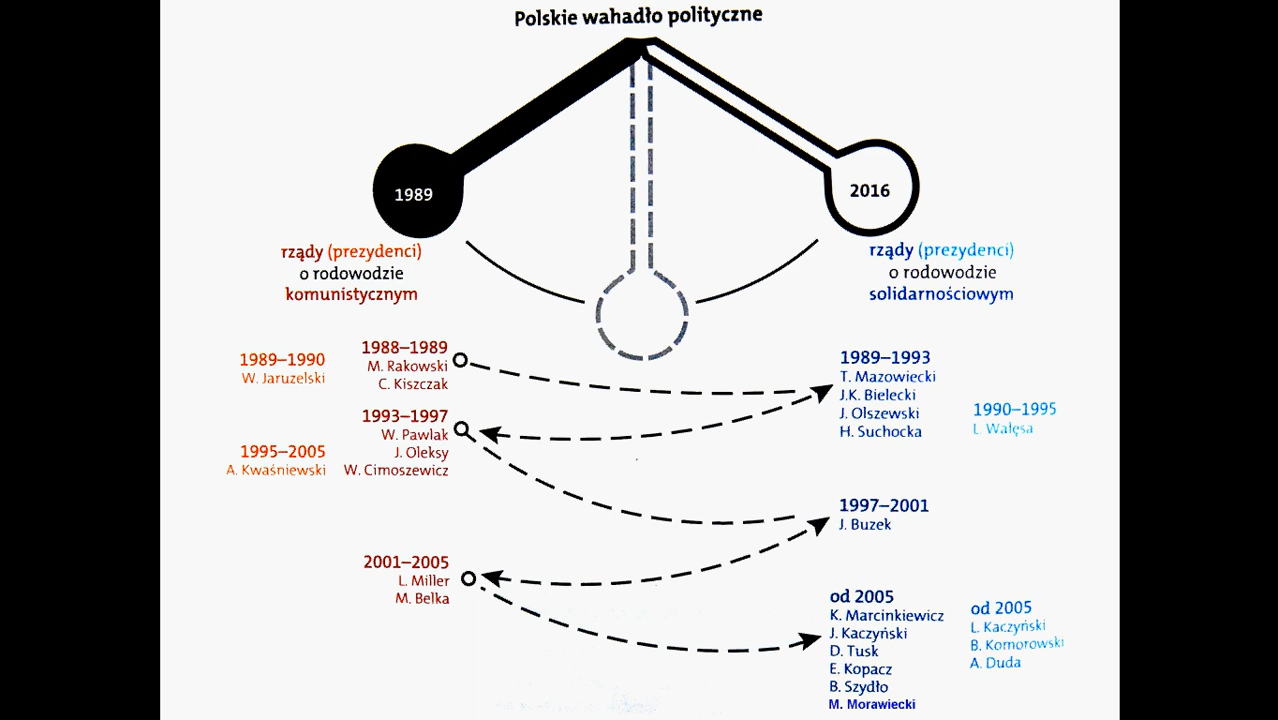 Polskie wahadło polityczne
1989
2016
rządy (prezydenci)
o rodowodzie
komunistycznym
rządy (prezydenci)
o rodowodzie
solidarnościowym
1989–1990
W. Jaruzelski
1988–1989
M. Rakowski
C. Kiszczak
1989–1993
T. Mazowiecki
J.K. Bielecki
J. Olszewski
H. Suchocka
1990–1995
L. Wałęsa
1993–1997
W. Pawlak
J. Oleksy
W. Cimoszewicz
1995–2005
A. Kwaśniewski
1997–2001
J. Buzek
2001–2005
L. Miller
M. Belka
od 2005
K. Marcinkiewicz
J. Kaczyński
D. Tusk
E. Kopacz
B. Szydło
M. Morawiecki
od 2005
L. Kaczyński
B. Komorowski
A. Duda